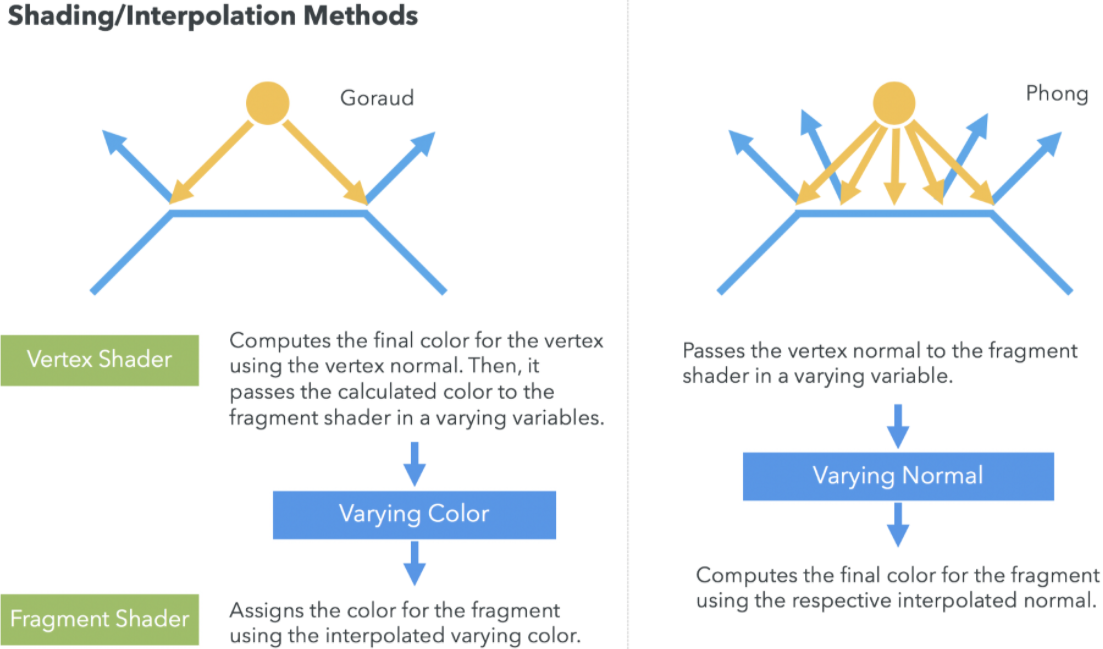 Shading/Interpolation Methods
Goraud
Vertex Shader
Computes the final color for the vertex
using the vertex normal. Then, it
passes the calculated color to the
fragment shader in a varying variables.
Varying Color
Fragment Shader
Assigns the color for the fragment
using the interpolated varying color.
Phong
Passes the vertex normal to the fragment
shader in a varying variable.
Varying Normal
Computes the final color for the fragment
using the respective interpolated normal.